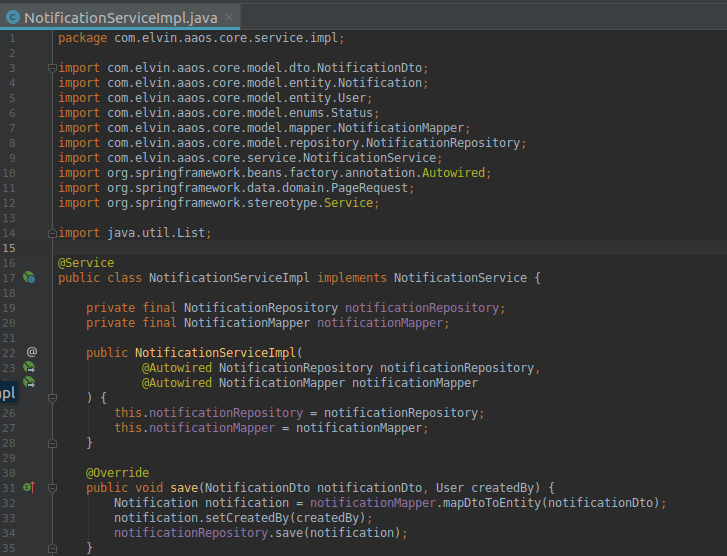 NotificationServiceImpl.java
1 package com.elvin.aaos.core.service.impl;
2
3 import com.elvin.aaos.core.model.dto.NotificationDto;
4 import com.elvin.aaos.core.model.entity.Notification;
5 import com.elvin.aaos.core.model.entity.User;
6 import com.elvin.aaos.core.model.enums.Status;
7 import com.elvin.aaos.core.model.mapper.NotificationMapper;
8 import com.elvin.aaos.core.model.repository.NotificationRepository;
9 import com.elvin.aaos.core.service.NotificationService;
10 import org.springframework.beans.factory.annotation.Autowired;
11 import org.springframework.data.domain.PageRequest;
12 import org.springframework.stereotype.Service;
13
14 import java.util.List;
15
16 @Service
17 public class NotificationServiceImpl implements NotificationService {
18
19 private final NotificationRepository notificationRepository;
20 private final NotificationMapper notificationMapper;
21
22 @ public NotificationServiceImpl(
23 @Autowired NotificationRepository notificationRepository,
@Autowired NotificationMapper notificationMapper
mpl ) {
26 this.notificationRepository = notificationRepository;
27 this.notificationMapper = notificationMapper;
28 }
29
30 @Override
31 public void save(NotificationDto notificationDto, User createdBy) {
32 Notification notification = notificationMapper.mapDtoToEntity(notificationDto);
33 notification.setCreatedBy(createdBy);
34 notificationRepository.save(notification);
35 }